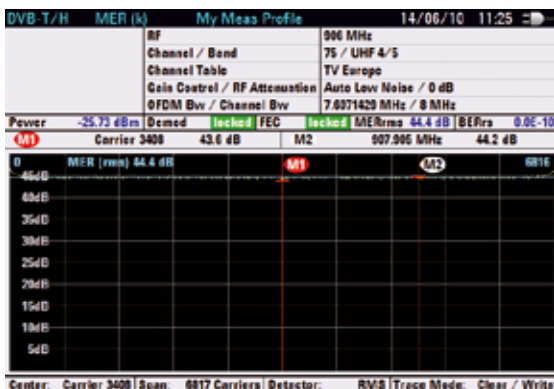 DVB-T/H MER (k) My Meas Profile 14/06/10 11:25
RF 906 MHz
Channel / Band 75 / UHF 4/5
Channel Table TV Europe
Gain Control / RF Attenuation Auto Low Noise / 0 dB
OFDM Bw / Channel Bw 7.6071429 MHz / 8 MHz
Power -25.73 dBm Demod locked FEC locked MERrms 44.4 dB BERrs 0.0E-10
M1 Carrier 3408 43.6 dB M2 907.905 MHz 44.2 dB
0 MER (rms) 44.4 dB M1 M2 6816
45dB
40dB
35dB
30dB
25dB
20dB
15dB
10dB
5dB
Center: Carrier 3408 Span: 6817 Carriers Detector: RMS Trace Mode: Clear / Write